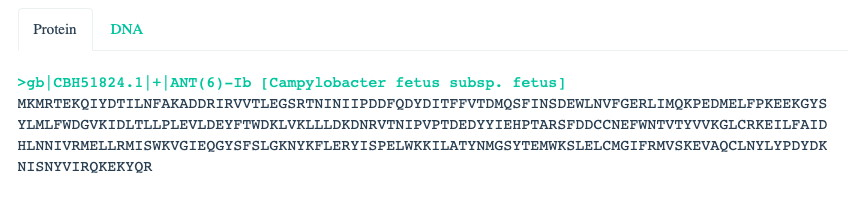 Protein
DNA
>gb|CBH51824.1|+|ANT(6)-Ib [Campylobacter fetus subsp. fetus]
MKMRTEKQIYDTILNFAKADDRIRVVTLEGSRTNINIIPDDFQDYDITFFVTDMQSFINSDEWLNVFGERLIMQKPEDMELFPKEEKGYS
YLMLFWDGVKIDLTLLPLEVLDEYFTWDKLVKLLLDKDNRVTNIPVPTDEDYYIEHPTARSFDDCCNEFWNTVTYVVKGLCRKEILFAID
HLNNIVRMELLRMISWKVGIEQGYSFSLGKNYKFLERYISPELWKKILATYNMGSYTEMWKSLELCMGIFRMVSKEVAQCLNYLYPDYDK
NISNYVIRQKEKYQR